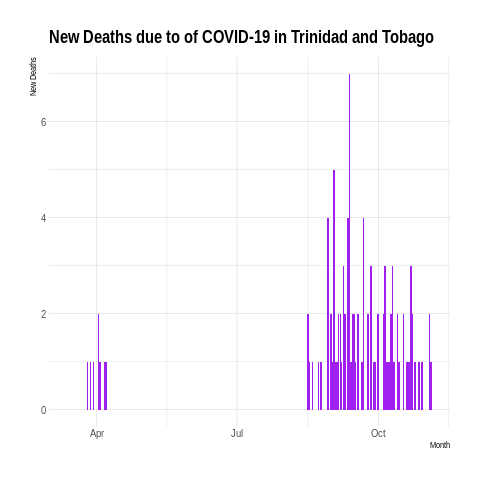 New Deaths due to of COVID-19 in Trinidad and Tobago
New Deaths
6
4
2
0
Apr
Jul
Oct
Month